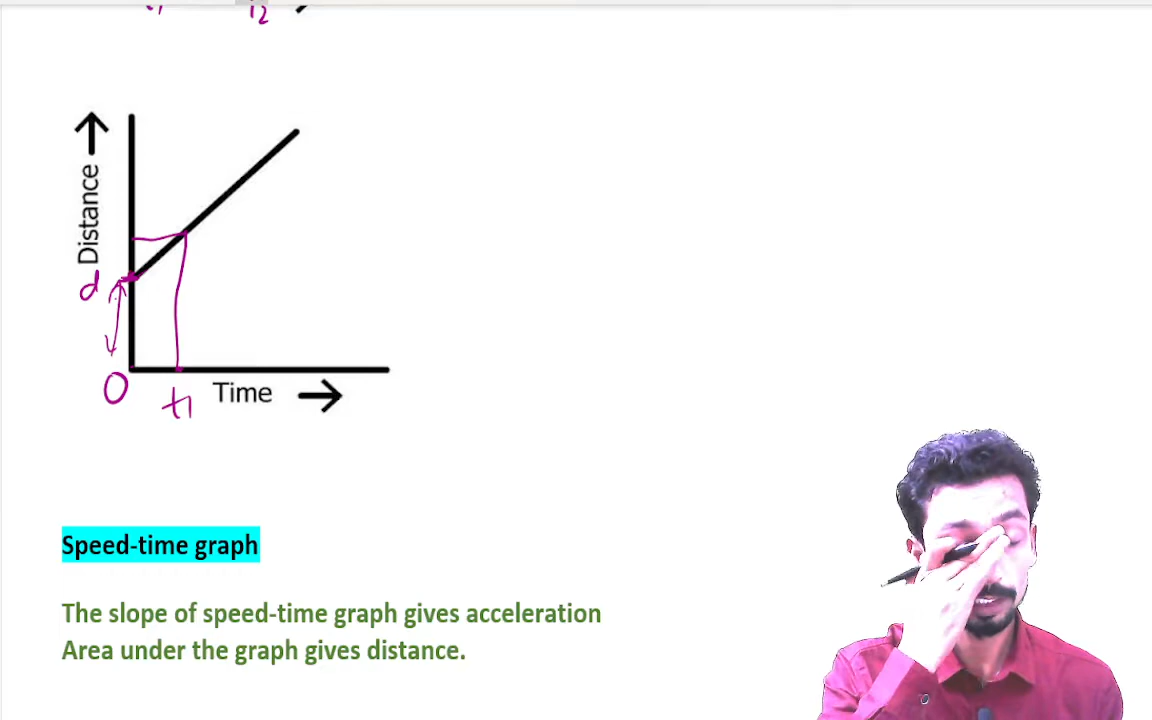 t2
Distance
d
0
t1
Time
Speed-time graph
The slope of speed-time graph gives acceleration
Area under the graph gives distance.